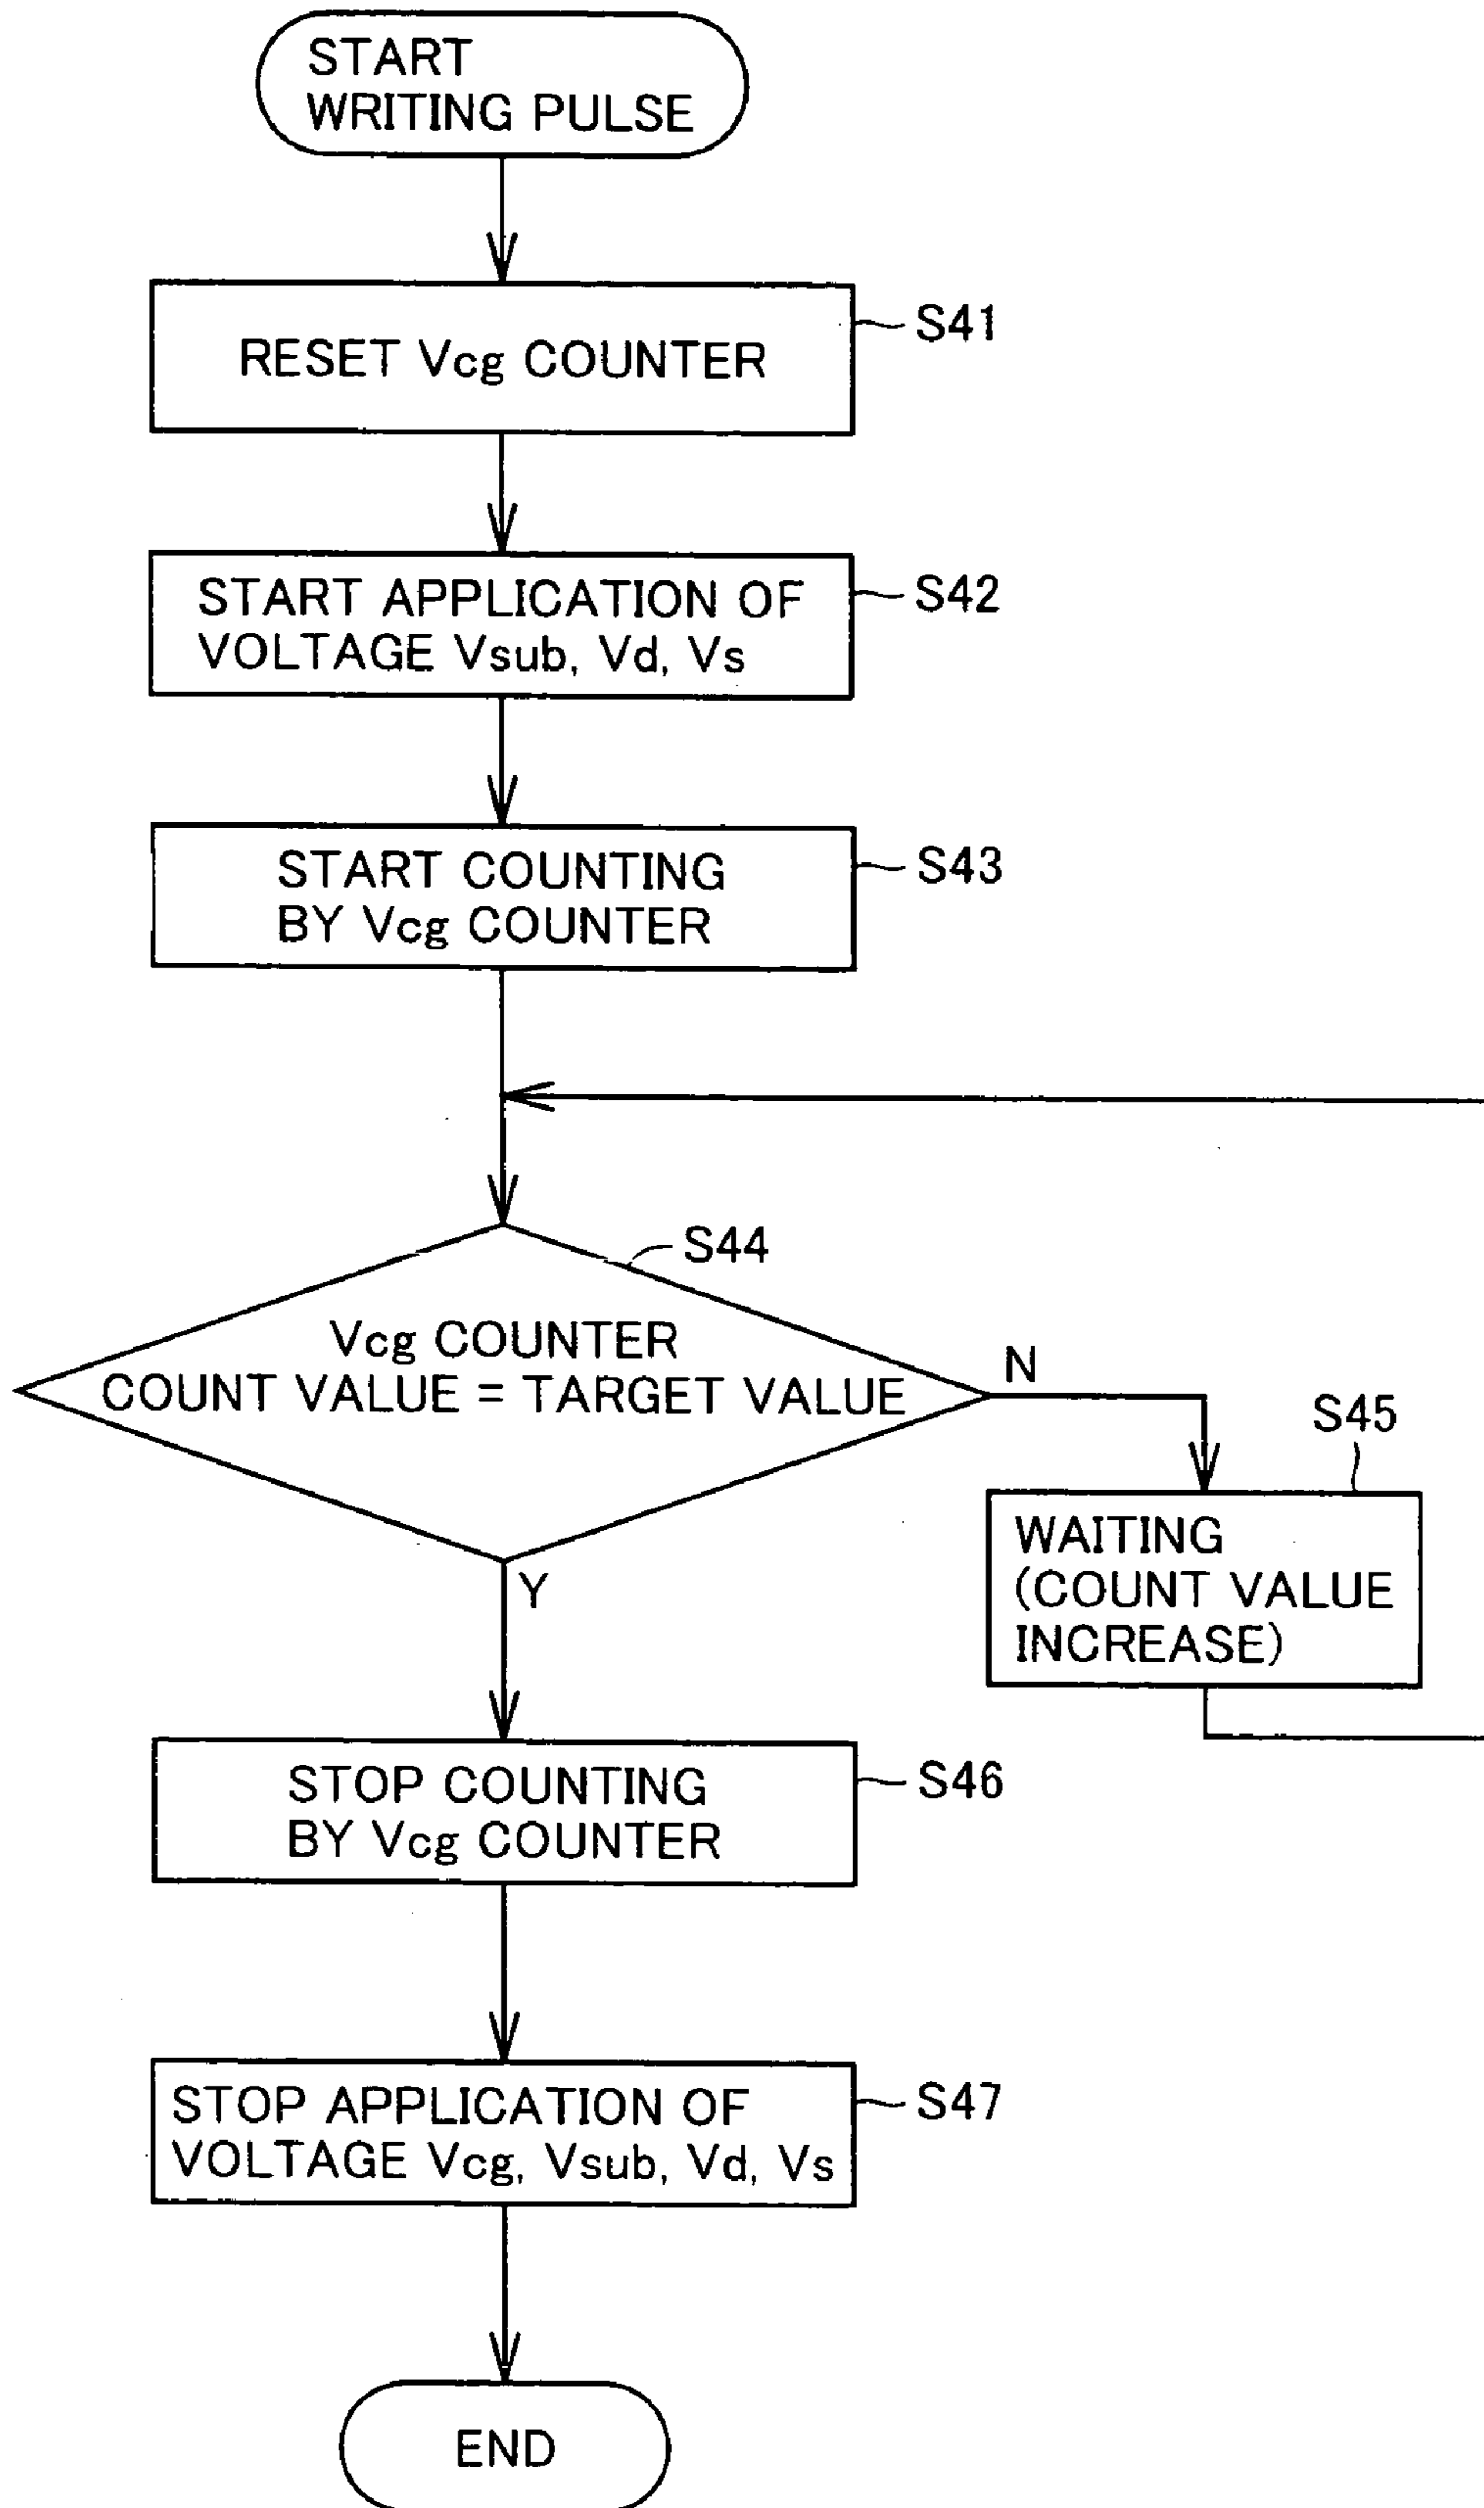 START
WRITING PULSE
S41
RESET Vcg COUNTER
S42
START APPLICATION OF
VOLTAGE Vsub, Vd, Vs
S43
START COUNTING
BY Vcg COUNTER
S44
Vcg COUNTER
COUNT VALUE = TARGET VALUE
N
S45
WAITING
(COUNT VALUE
INCREASE)
Y
S46
STOP COUNTING
BY Vcg COUNTER
S47
STOP APPLICATION OF
VOLTAGE Vcg, Vsub, Vd, Vs
END